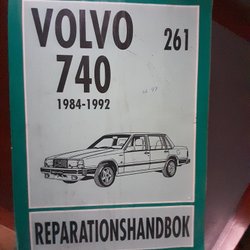 VOLVO 261
740
1984-1992
REPARATIONSHANDBOK